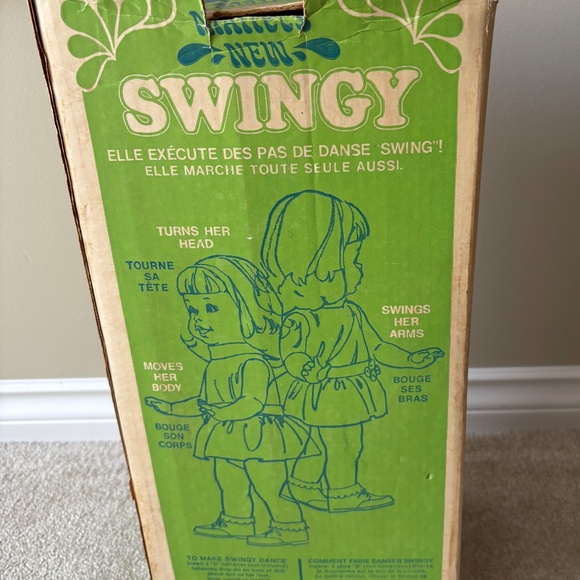 NEW
SWINGY
ELLE EXÉCUTE DES PAS DE DANSE "SWING"!
ELLE MARCHE TOUTE SEULE AUSSI.
TURNS HER
HEAD
TOURNE
SA
TÊTE
SWINGS
HER
ARMS
BOUGE
SES
BRAS
MOVES
HER
BODY
BOUGE
SON
CORPS
TO MAKE SWINGY DANCE
COMMENT FAIRE DANSER SWINGY